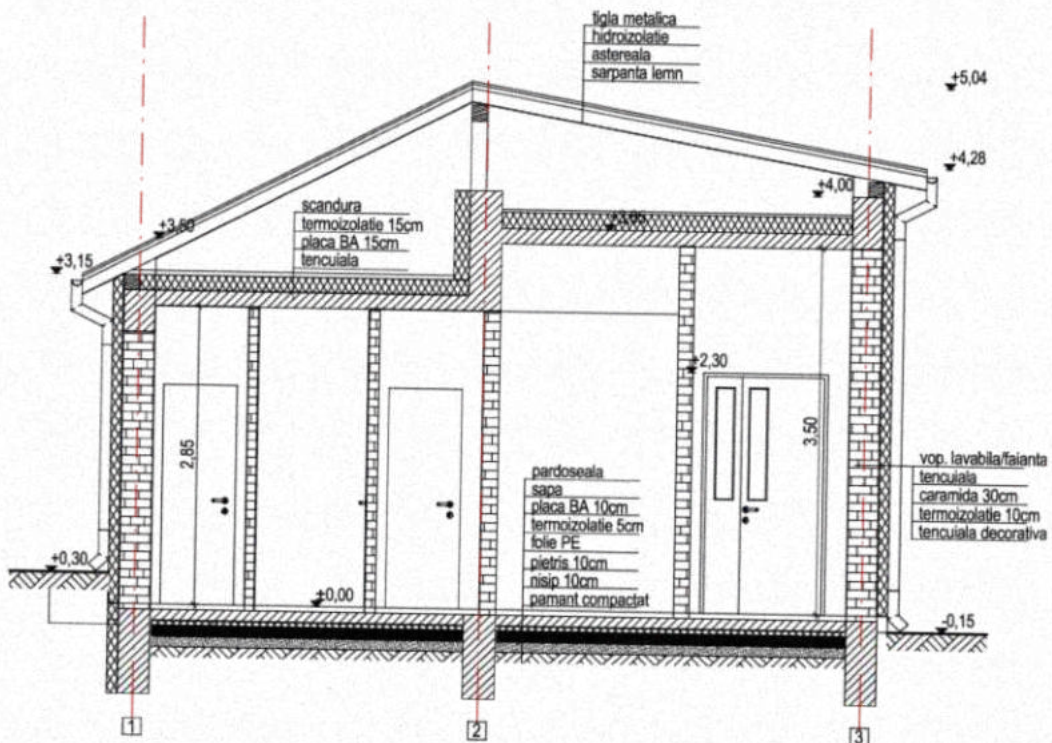 tigla metalica
hidroizolatie
astereala
sarpanta lemn
+5,04
+4,28
+4,00
scandura
termoizolatie 15cm
placa BA 15cm
tencuiala
+3,15
+2,30
2,85
3,50
pardoseala
sapa
placa BA 10cm
termoizolatie 5cm
folie PE
pietris 10cm
nisip 10cm
pamant compactat
vop. lavabila/faianta
tencuiala
caramida 30cm
termoizolatie 10cm
tencuiala decorativa
+0,30
±0,00
-0,15
1
2
3